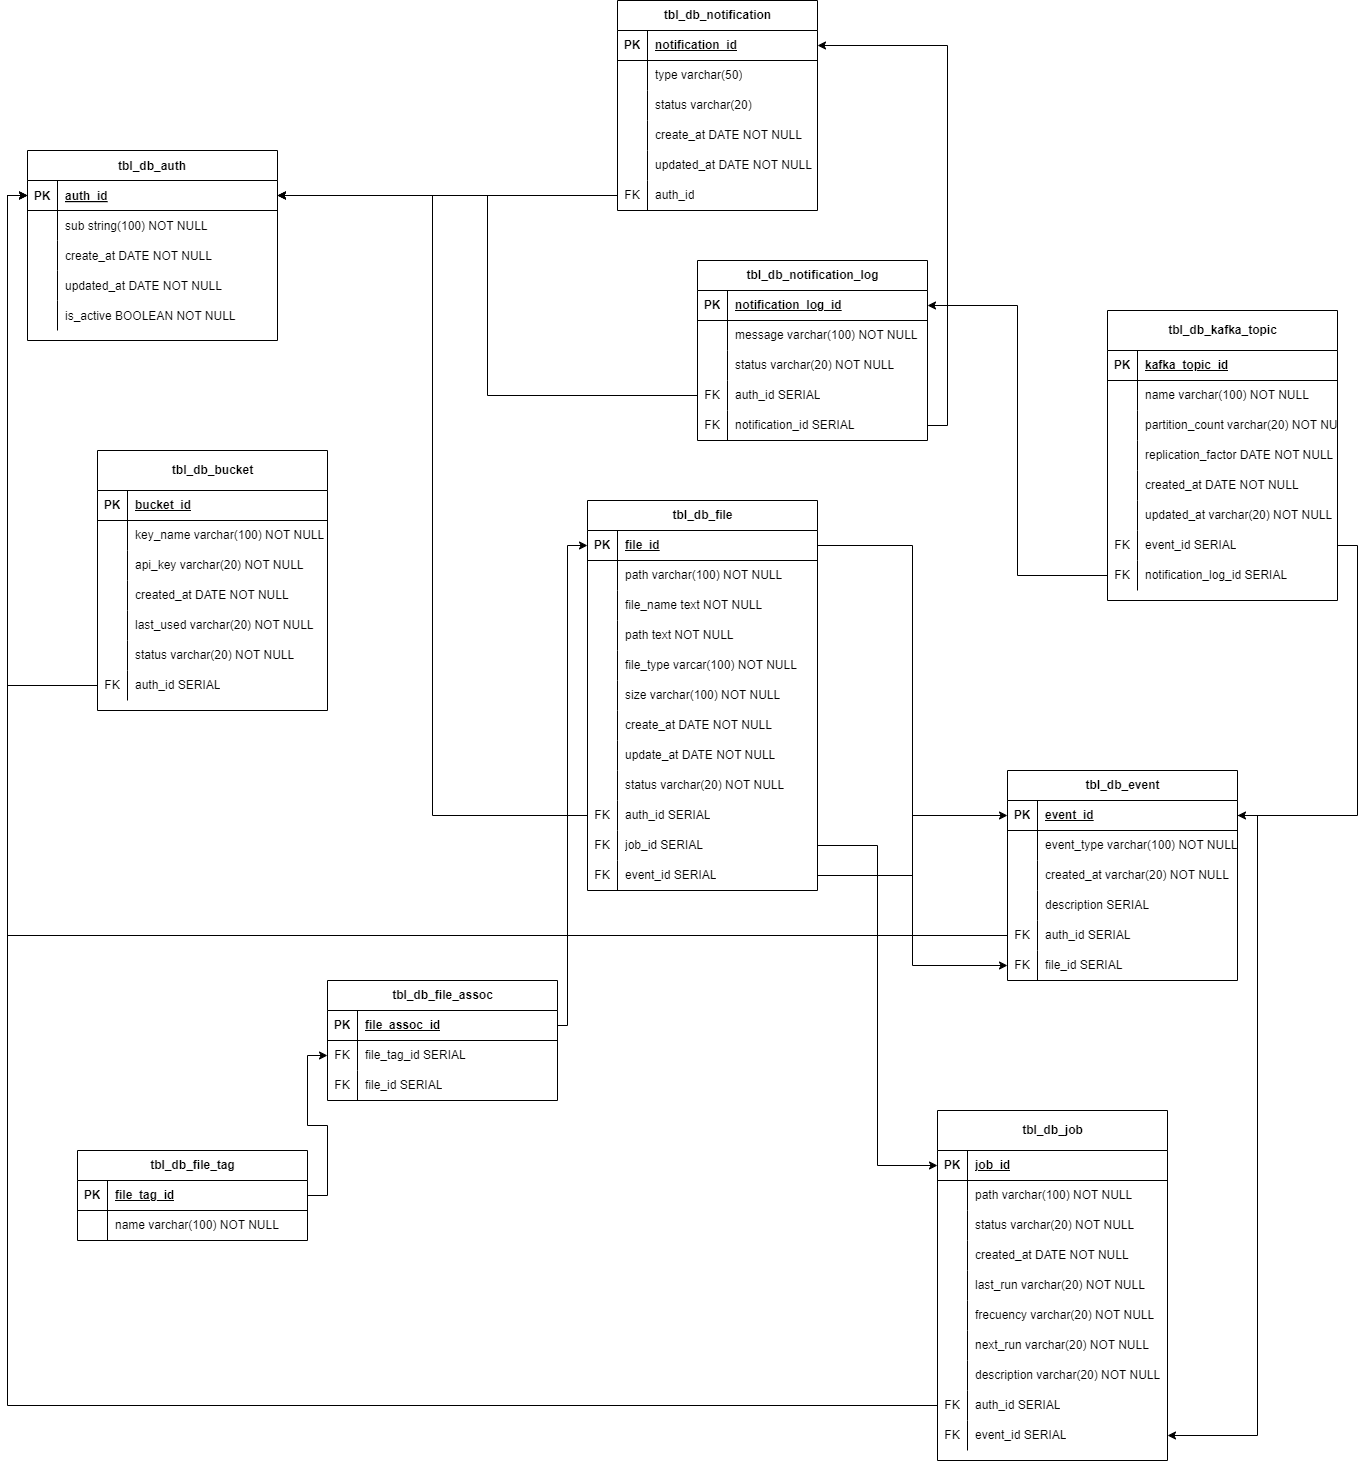 tbl_db_notification
PK notification_id
type varchar(50)
status varchar(20)
create_at DATE NOT NULL
updated_at DATE NOT NULL
FK auth_id
tbl_db_auth
PK auth_id
sub string(100) NOT NULL
create_at DATE NOT NULL
updated_at DATE NOT NULL
is_active BOOLEAN NOT NULL
tbl_db_notification_log
PK notification_log_id
message varchar(100) NOT NULL
status varchar(20) NOT NULL
FK auth_id SERIAL
FK notification_id SERIAL
tbl_db_kafka_topic
PK kafka_topic_id
name varchar(100) NOT NULL
partition_count varchar(20) NOT NU
replication_factor DATE NOT NULL
created_at DATE NOT NULL
updated_at varchar(20) NOT NULL
FK event_id SERIAL
FK notification_log_id SERIAL
tbl_db_bucket
PK bucket_id
key_name varchar(100) NOT NULL
api_key varchar(20) NOT NULL
created_at DATE NOT NULL
last_used varchar(20) NOT NULL
status varchar(20) NOT NULL
FK auth_id SERIAL
tbl_db_file
PK file_id
path varchar(100) NOT NULL
file_name text NOT NULL
path text NOT NULL
file_type varcar(100) NOT NULL
size varchar(100) NOT NULL
create_at DATE NOT NULL
update_at DATE NOT NULL
status varchar(20) NOT NULL
FK auth_id SERIAL
FK job_id SERIAL
FK event_id SERIAL
tbl_db_event
PK event_id
event_type varchar(100) NOT NULL
created_at varchar(20) NOT NULL
description SERIAL
FK auth_id SERIAL
FK file_id SERIAL
tbl_db_file_assoc
PK file_assoc_id
FK file_tag_id SERIAL
FK file_id SERIAL
tbl_db_file_tag
PK file_tag_id
name varchar(100) NOT NULL
tbl_db_job
PK job_id
path varchar(100) NOT NULL
status varchar(20) NOT NULL
created_at DATE NOT NULL
last_run varchar(20) NOT NULL
frecuency varchar(20) NOT NULL
next_run varchar(20) NOT NULL
description varchar(20) NOT NULL
FK auth_id SERIAL
FK event_id SERIAL